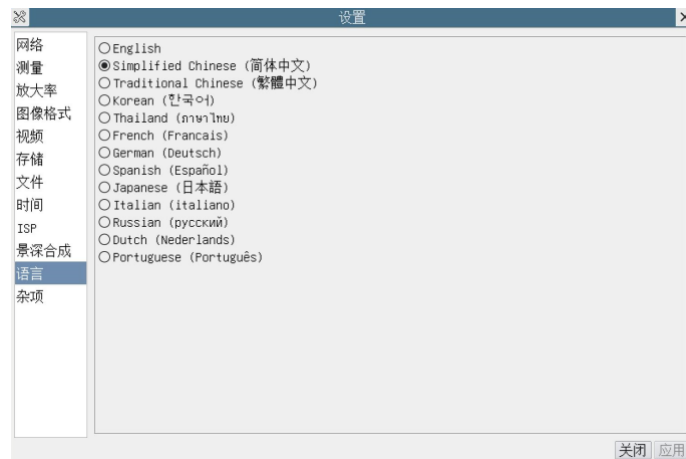 设置
网络
测量
放大率
图像格式
视频
存储
文件
时间
ISP
景深合成
语言
杂项
English
Simplified Chinese (简体中文)
Traditional Chinese (繁體中文)
Korean (한국어)
Thailand (ภาษาไทย)
French (Francais)
German (Deutsch)
Spanish (Español)
Japanese (日本語)
Italian (italiano)
Russian (русский)
Dutch (Nederlands)
Portuguese (Português)
关闭 应用